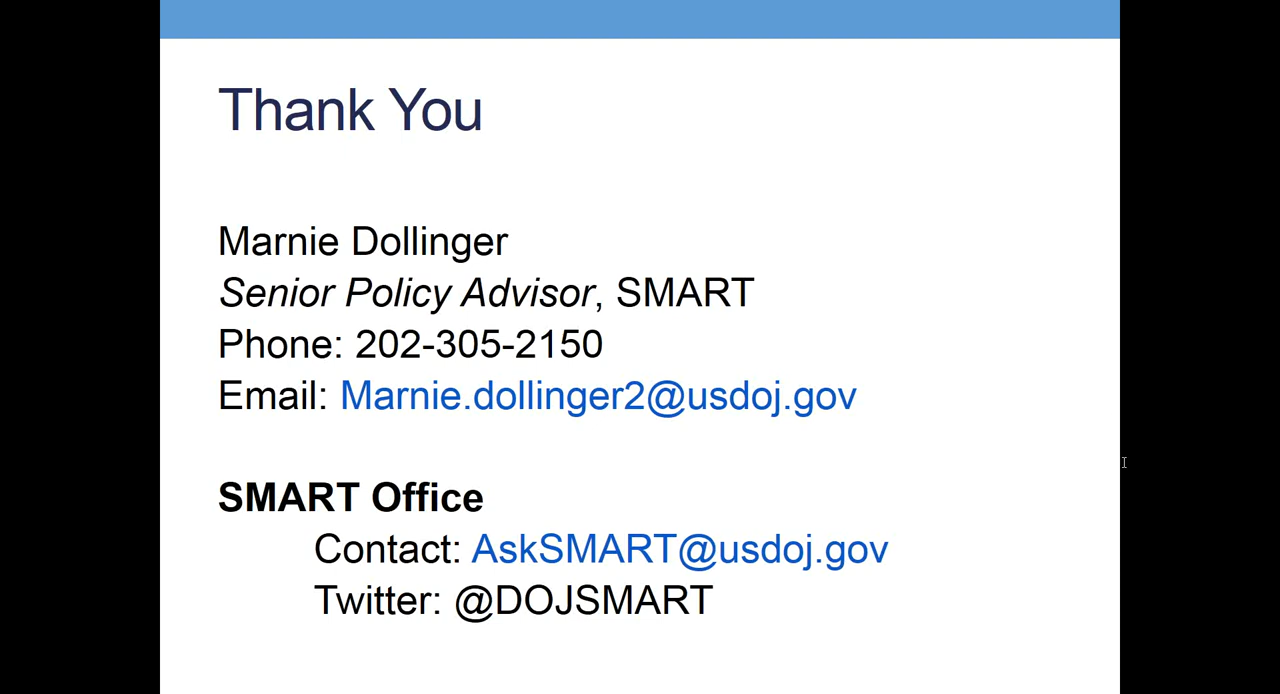 Thank You
Marnie Dollinger
Senior Policy Advisor, SMART
Phone: 202-305-2150
Email: Marnie.dollinger2@usdoj.gov
SMART Office
Contact: AskSMART@usdoj.gov
Twitter: @DOJSMART